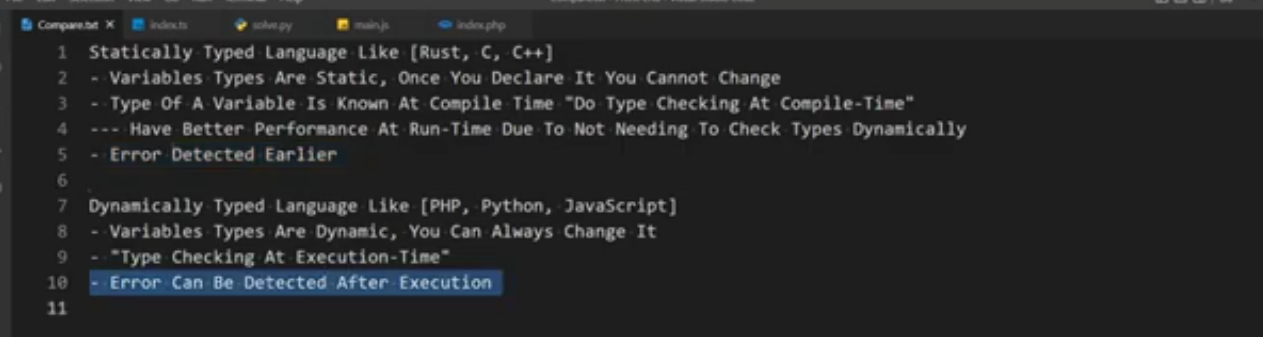 Compare.txt index.ts solve.py main.js index.php
1 Statically Typed Language Like [Rust, C, C++]
2 - Variables Types Are Static, Once You Declare It You Cannot Change
3 - Type Of A Variable Is Known At Compile Time "Do Type Checking At Compile-Time"
4 --- Have Better Performance At Run-Time Due To Not Needing To Check Types Dynamically
5 - Error Detected Earlier
6
7 Dynamically Typed Language Like [PHP, Python, JavaScript]
8 - Variables Types Are Dynamic, You Can Always Change It
9 - "Type Checking At Execution-Time"
10 - Error Can Be Detected After Execution
11